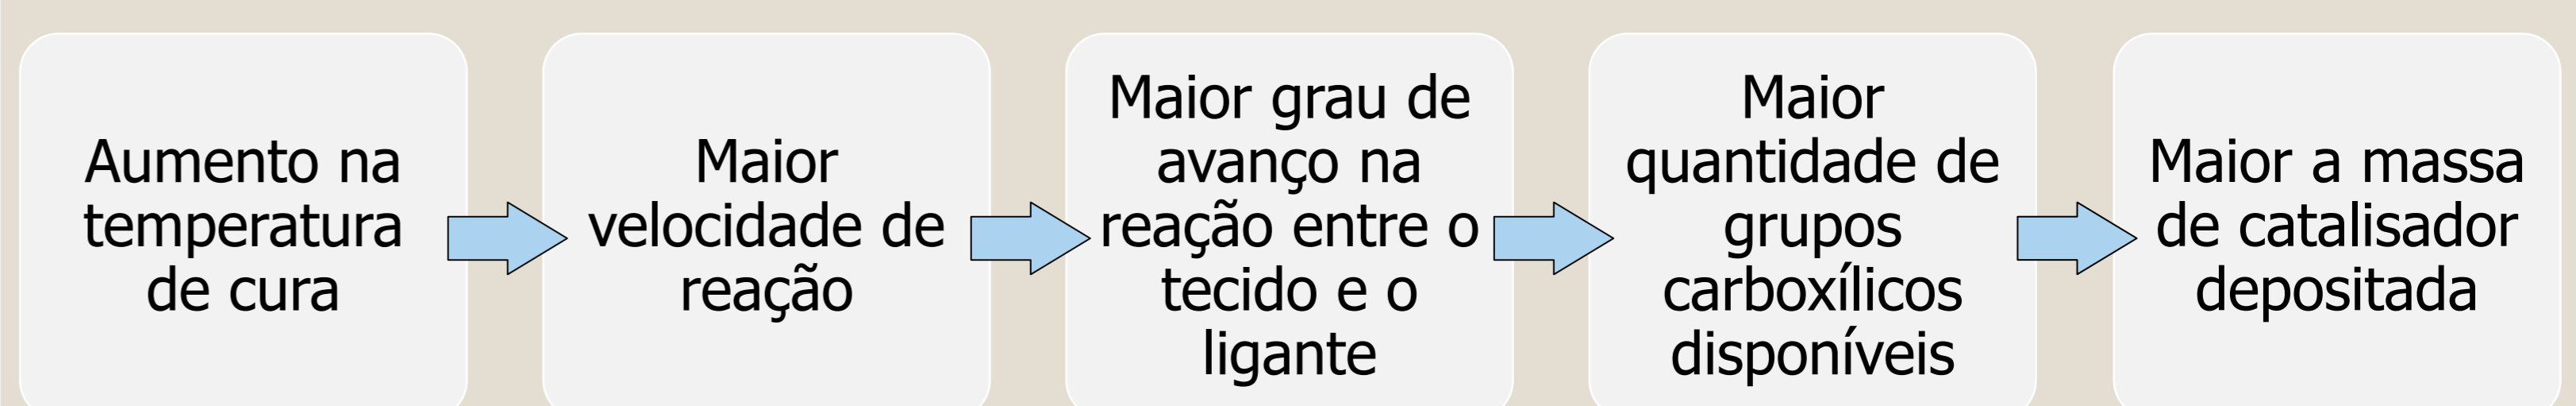 Aumento na
temperatura
de cura
Maior
velocidade de
reação
Maior grau de
avanço na
reação entre o
tecido e o
ligante
Maior
quantidade de
grupos
carboxílicos
disponíveis
Maior a massa
de catalisador
depositada